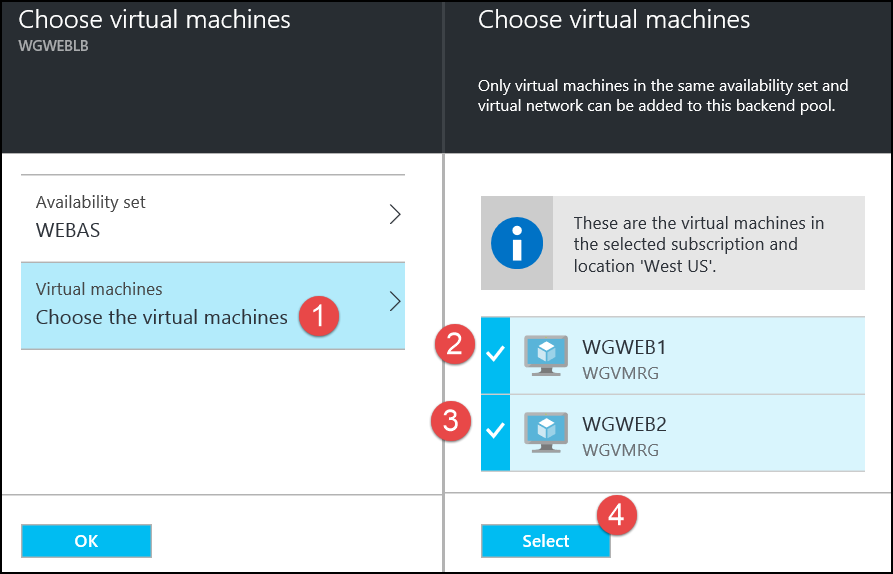 Choose virtual machines
WGWEBLB
Availability set
WEBAS
Virtual machines
Choose the virtual machines
1
OK
Choose virtual machines
Only virtual machines in the same availability set and
virtual network can be added to this backend pool.
These are the virtual machines in
the selected subscription and
location 'West US'.
2
WGWEB1
WGVMRG
3
WGWEB2
WGVMRG
4
Select